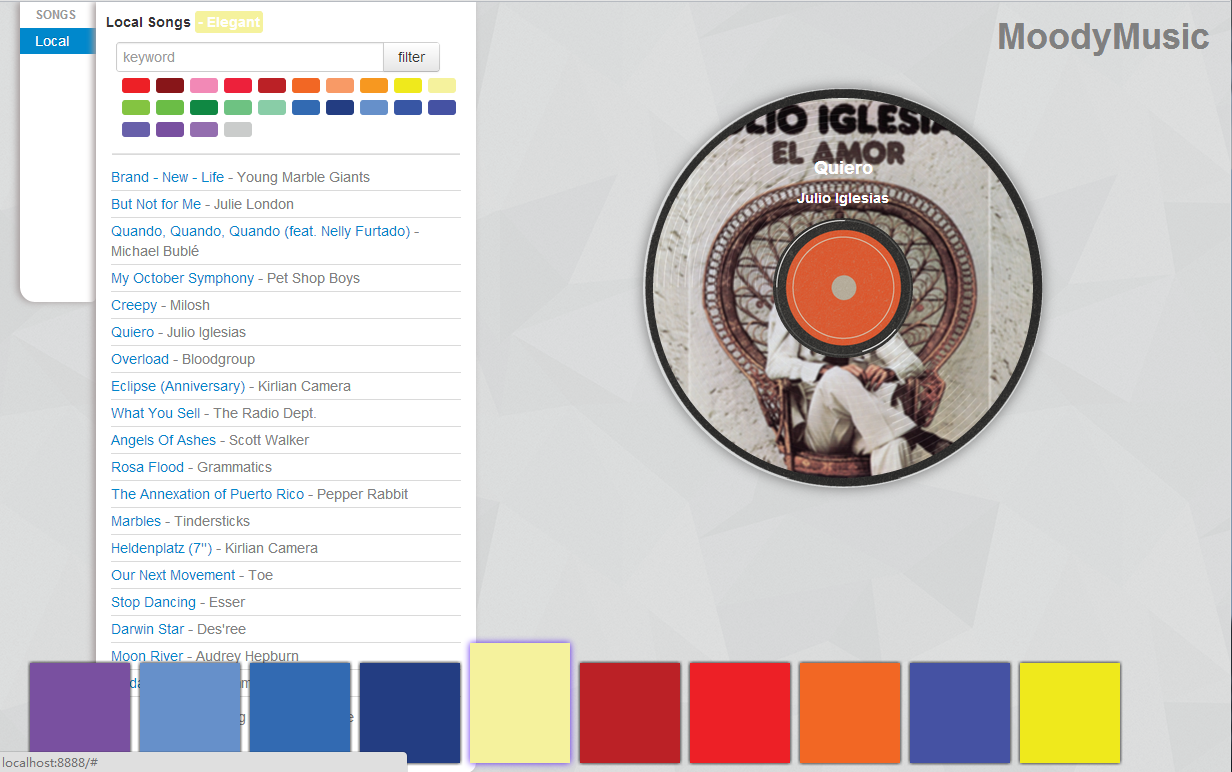 SONGS
Local
Local Songs - Elegant
keyword
filter
Brand - New - Life - Young Marble Giants
But Not for Me - Julie London
Quando, Quando, Quando (feat. Nelly Furtado) -
Michael Bublé
My October Symphony - Pet Shop Boys
Creepy - Milosh
Quiero - Julio Iglesias
Overload - Bloodgroup
Eclipse (Anniversary) - Kirlian Camera
What You Sell - The Radio Dept.
Angels Of Ashes - Scott Walker
Rosa Flood - Grammatics
The Annexation of Puerto Rico - Pepper Rabbit
Marbles - Tindersticks
Heldenplatz (7") - Kirlian Camera
Our Next Movement - Toe
Stop Dancing - Esser
Darwin Star - Des'ree
Moon River - Audrey Hepburn
MoodyMusic
EL AMOR
Quiero
Julio Iglesias
localhost:8888/#